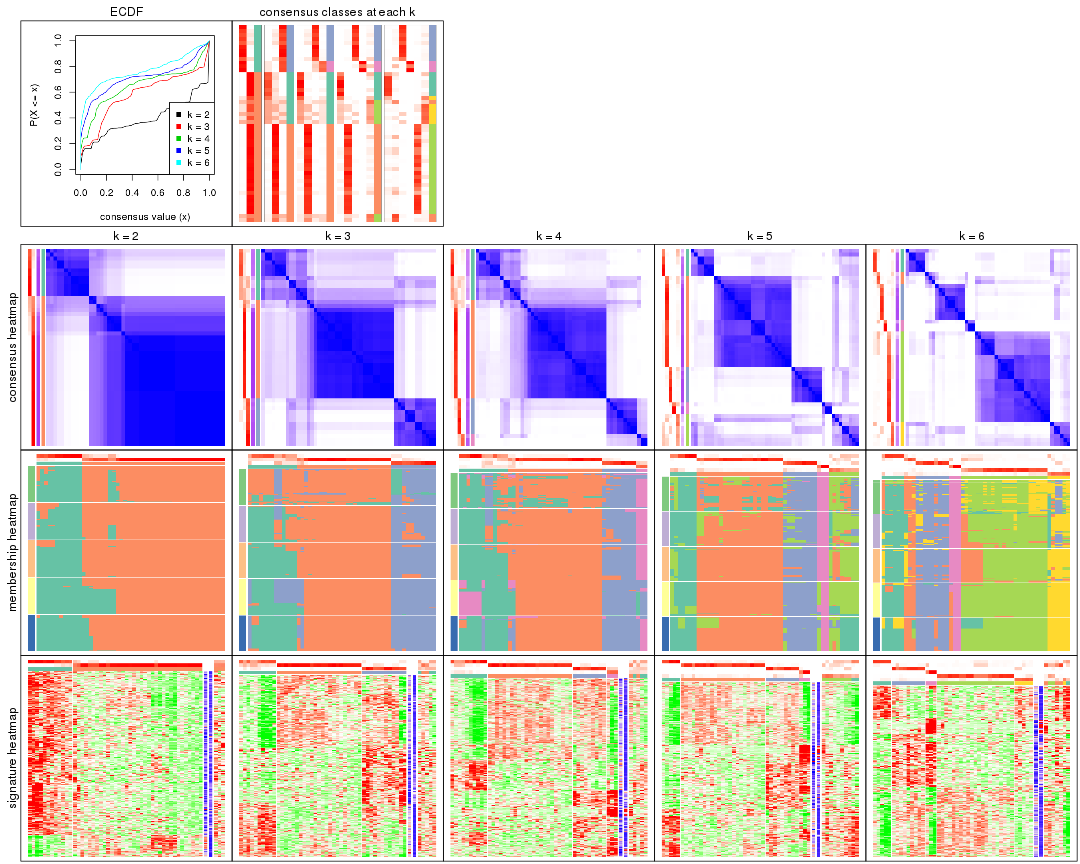 ECDF
consensus classes at each k
P(X <= x)
0.0 0.2 0.4 0.6 0.8 1.0
k = 2
k = 3
k = 4
k = 5
k = 6
0.0 0.2 0.4 0.6 0.8 1.0
consensus value (x)
k = 2 k = 3 k = 4 k = 5 k = 6
consensus heatmap
membership heatmap
signature heatmap